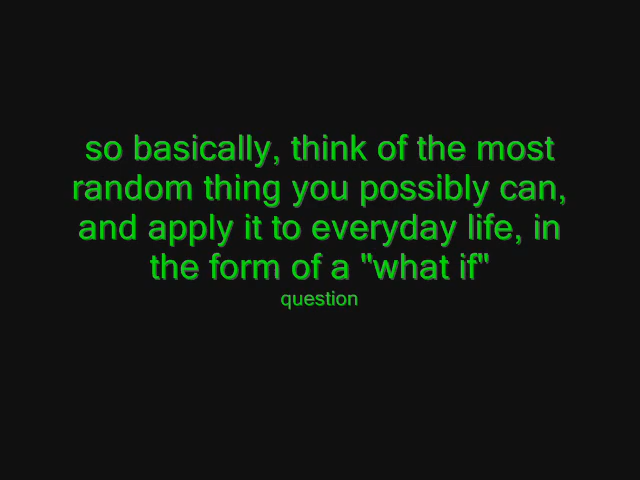 so basically, think of the most
random thing you possibly can,
and apply it to everyday life, in
the form of a "what if"
question